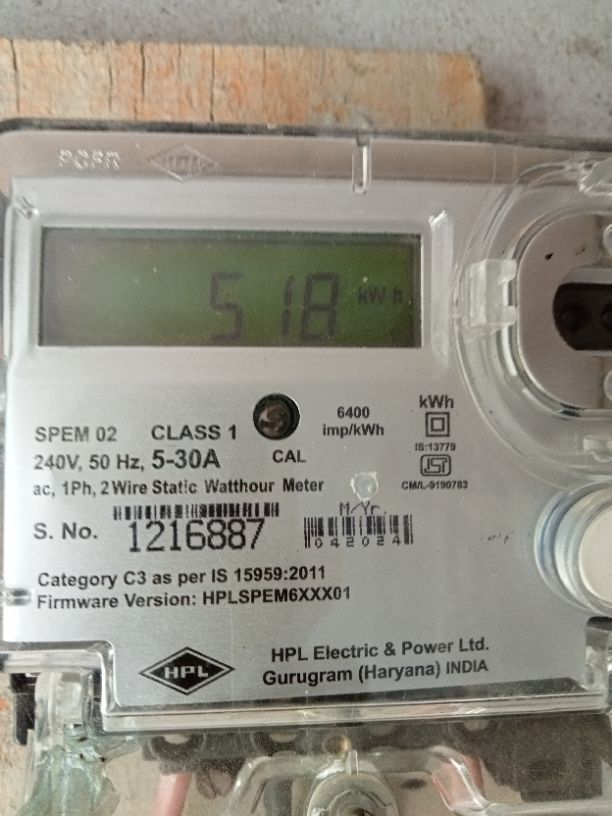 HPL
518 kWh
SPEM 02 CLASS 1
240V, 50 Hz, 5-30A
ac, 1Ph, 2 Wire Static Watthour Meter
CAL
6400
imp/kWh
kWh
IS:13779
CM/L-9190783
S. No. 1216887
M/Yr.
042024
Category C3 as per IS 15959:2011
Firmware Version: HPLSPEM6XXX01
HPL
HPL Electric & Power Ltd.
Gurugram (Haryana) INDIA